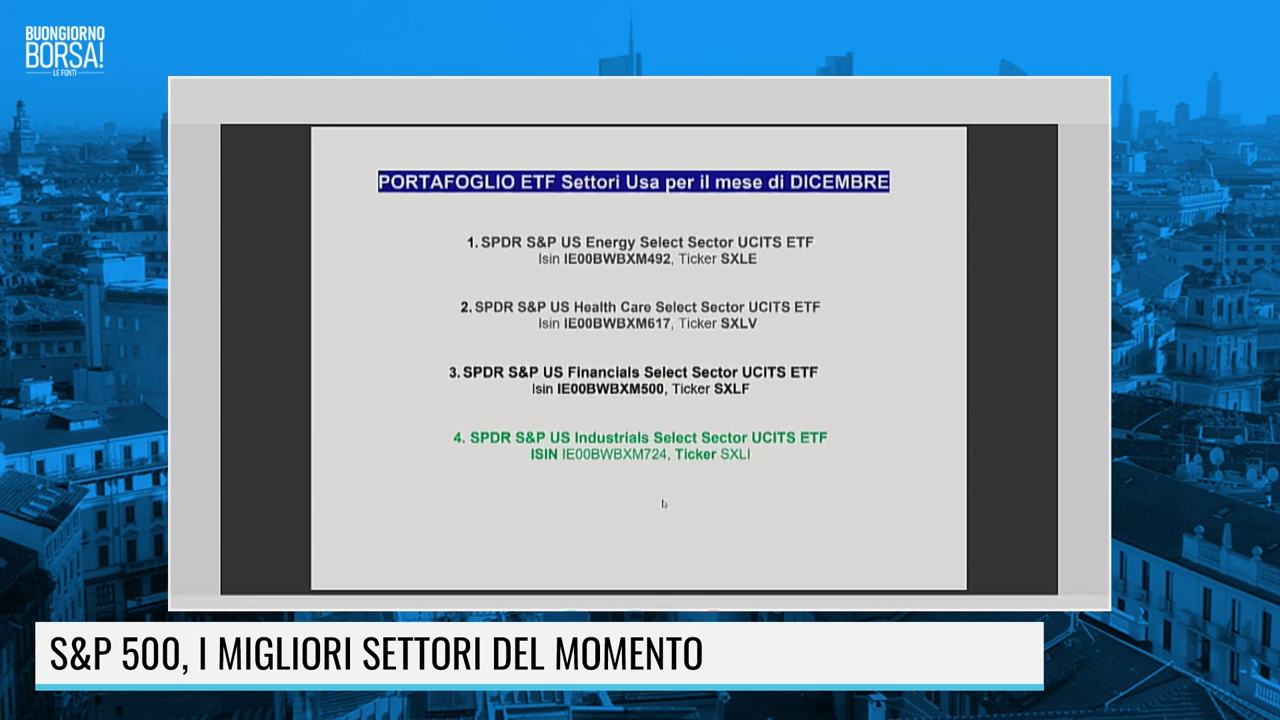 BUONGIORNO
BORSA!
LE FONTI
PORTAFOGLIO ETF Settori Usa per il mese di DICEMBRE
1. SPDR S&P US Energy Select Sector UCITS ETF
Isin IE00BWBXM492, Ticker SXLE
2. SPDR S&P US Health Care Select Sector UCITS ETF
Isin IE00BWBXM617, Ticker SXLV
3. SPDR S&P US Financials Select Sector UCITS ETF
Isin IE00BWBXM500, Ticker SXLF
4. SPDR S&P US Industrials Select Sector UCITS ETF
ISIN IE00BWBXM724, Ticker SXLI
S&P 500, I MIGLIORI SETTORI DEL MOMENTO